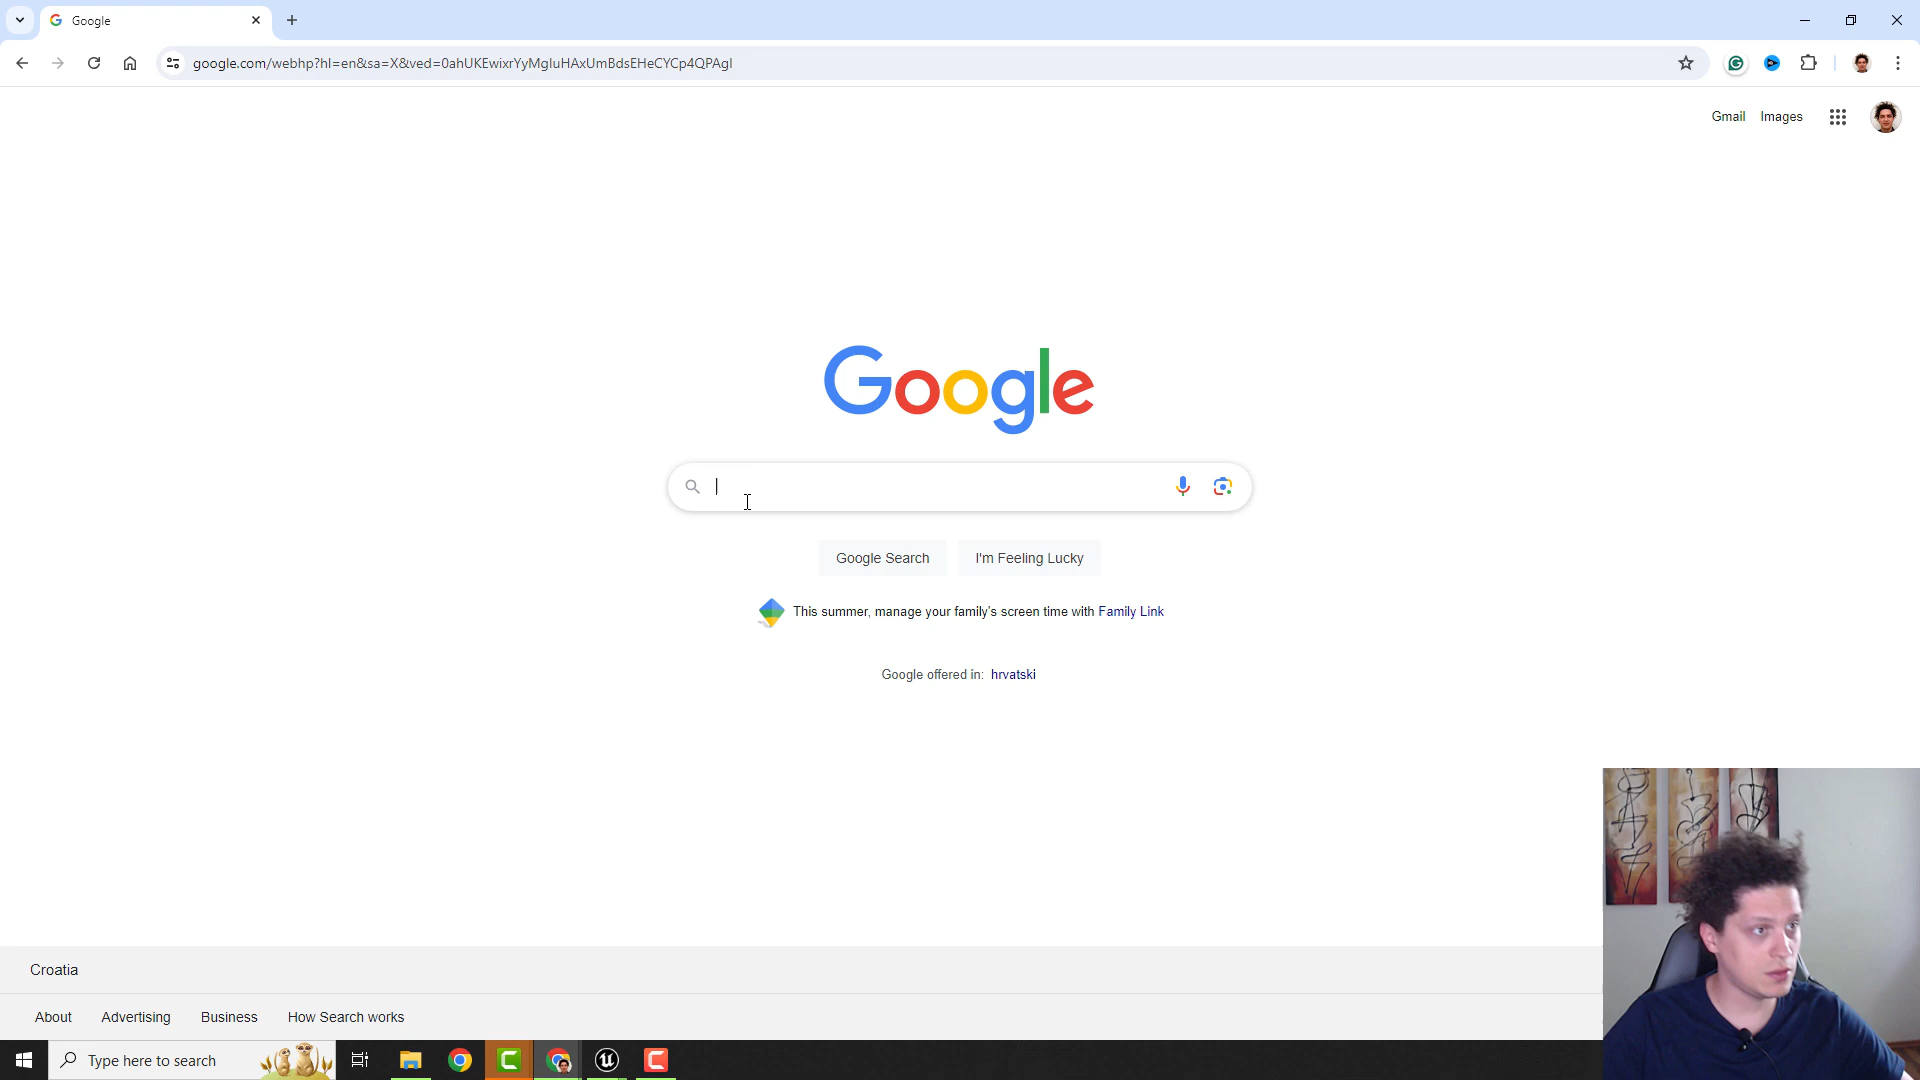 Google
google.com/webhp?hl=en&sa=X&ved=0ahUKEwixrYyMgIuHAxUmBdsEHeCYCp4QPAgI
Gmail Images
Google
Google Search I'm Feeling Lucky
This summer, manage your family's screen time with Family Link
Google offered in: hrvatski
Croatia
About Advertising Business How Search works
Type here to search